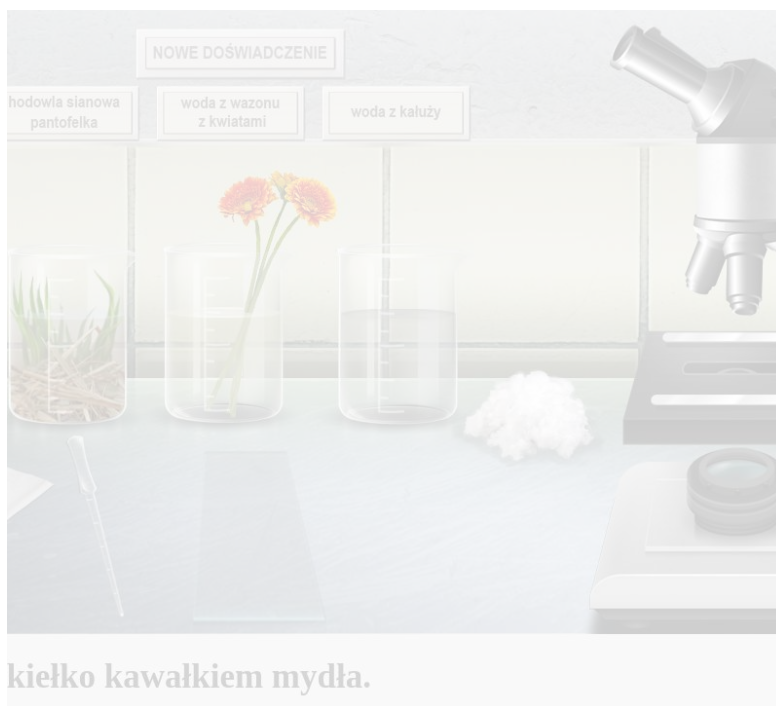 NOWE DOŚWIADCZENIE
hodowla sianowa
pantofelka
woda z wazonu
z kwiatami
woda z kałuży
kiełko kawałkiem mydła.